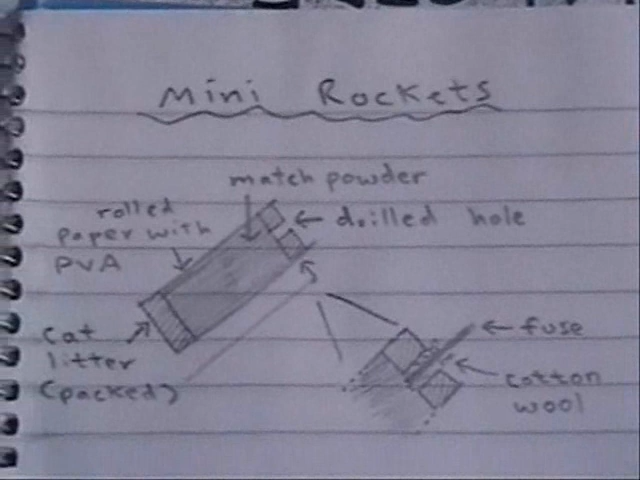 Mini Rockets
match powder
rolled
paper with
PVA
drilled hole
cat
litter
(packed)
fuse
cotton
wool